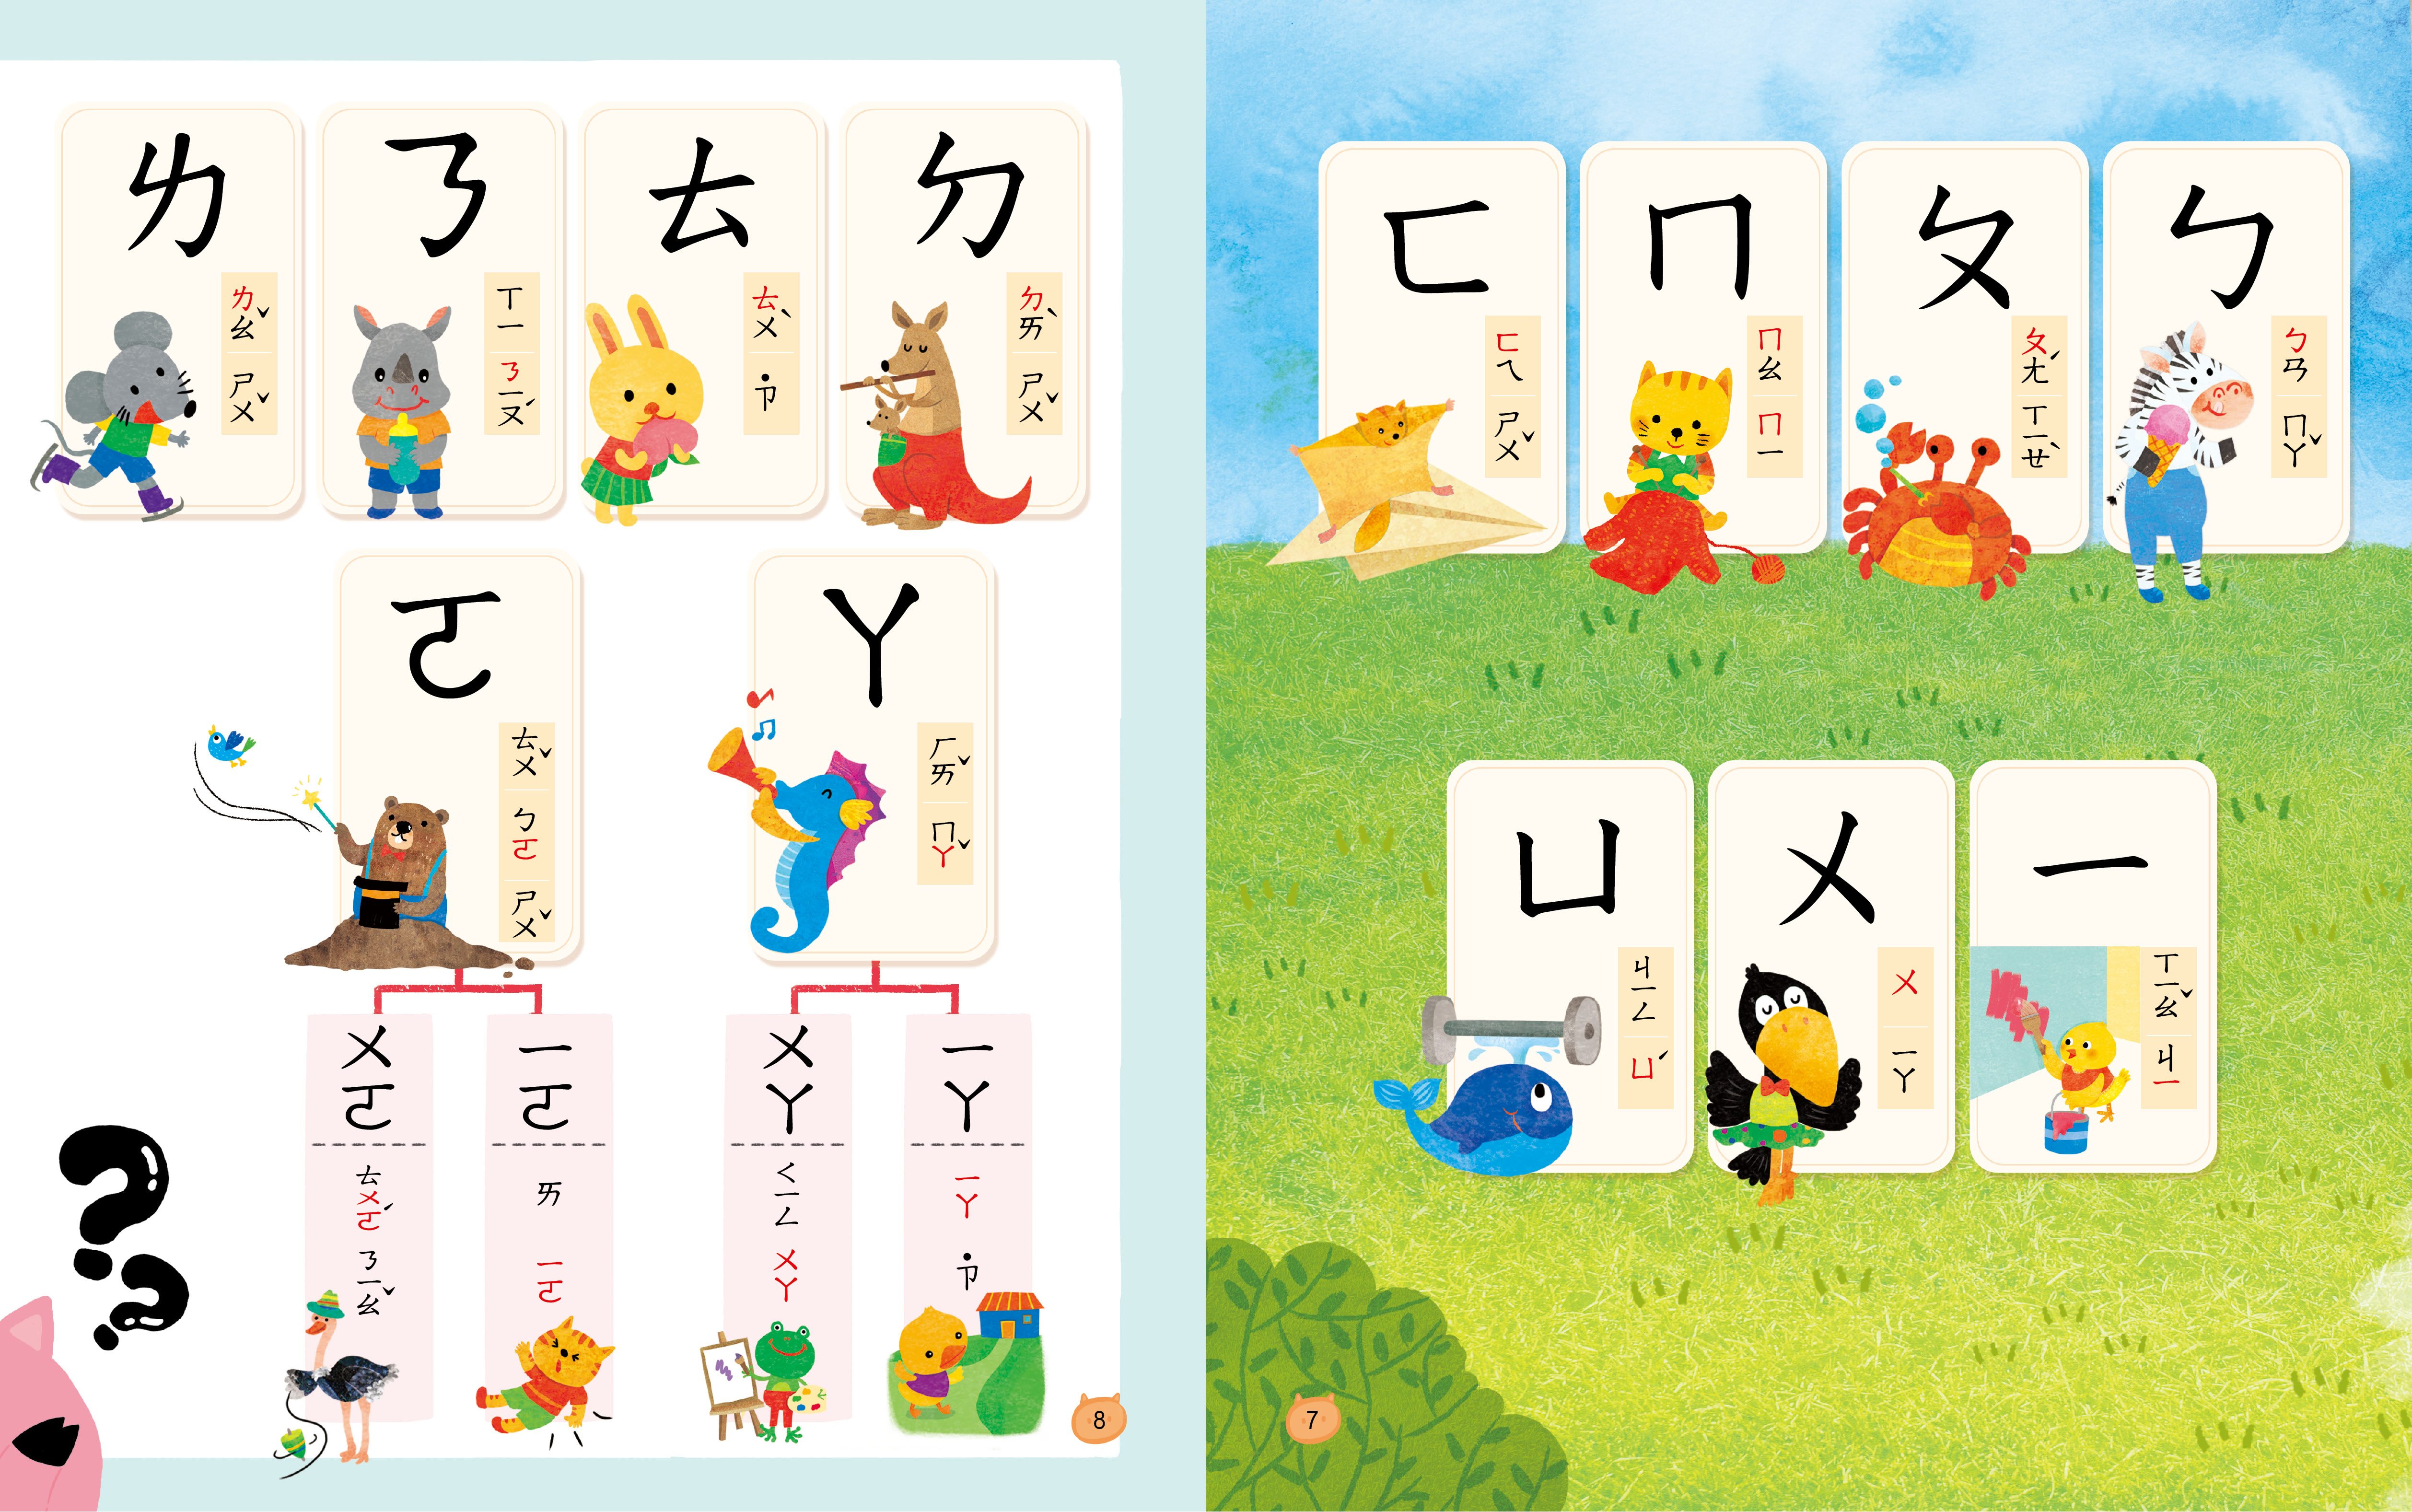 ㄅ
ㄅㄢ ㄇㄚˇ
ㄆ
ㄆㄤˊ ㄒㄧㄝˋ
ㄇ
ㄇㄠ ㄇㄧ
ㄈ
ㄈㄟ ㄕㄨˇ
ㄧ
ㄒㄧㄠˇ ㄐㄧ
ㄨ
ㄨ ㄧㄚ
ㄩ
ㄐㄧㄥ ㄩˊ
7
ㄉ
ㄉㄞˋ ㄕㄨˇ
ㄊ
ㄊㄨˋ ˙ㄗ
ㄋ
ㄒㄧ ㄋㄧㄡˊ
ㄌ
ㄌㄠˇ ㄕㄨˇ
ㄚ
ㄏㄞˇ ㄇㄚˇ
ㄧㄚ
ㄧㄚ ˙ㄗ
ㄨㄚ
ㄑㄧㄥ ㄨㄚ
ㄛ
ㄊㄨˇ ㄅㄛ ㄕㄨˇ
ㄧㄛ
ㄞ ㄧㄛ
ㄨㄛ
ㄊㄨㄛˊ ㄋㄧㄠˇ
??
8